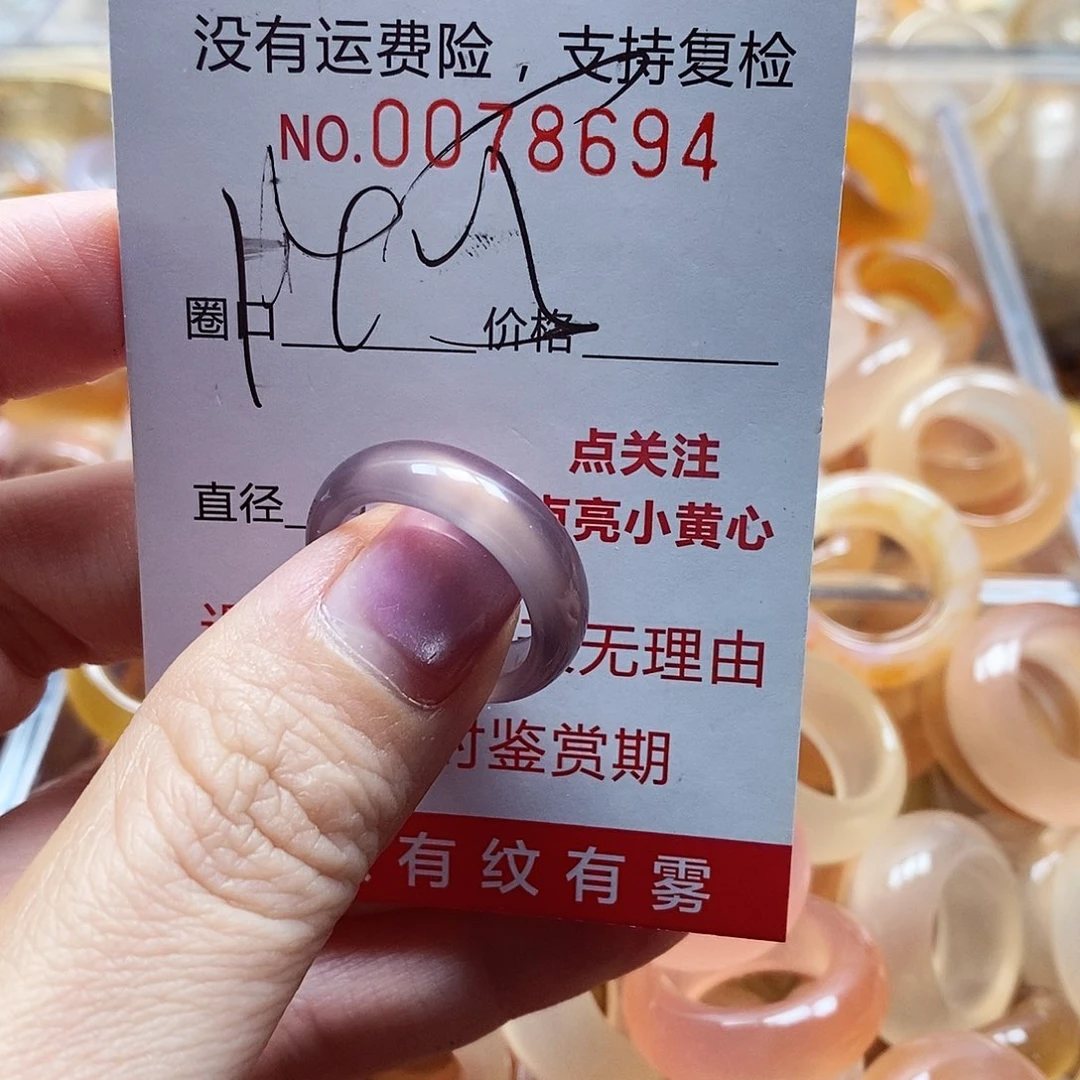 没有运费险，支持复检
NO.0078694
圈口 价格
点关注
直径 亮小黄心
无理由
鉴赏期
有纹有雾